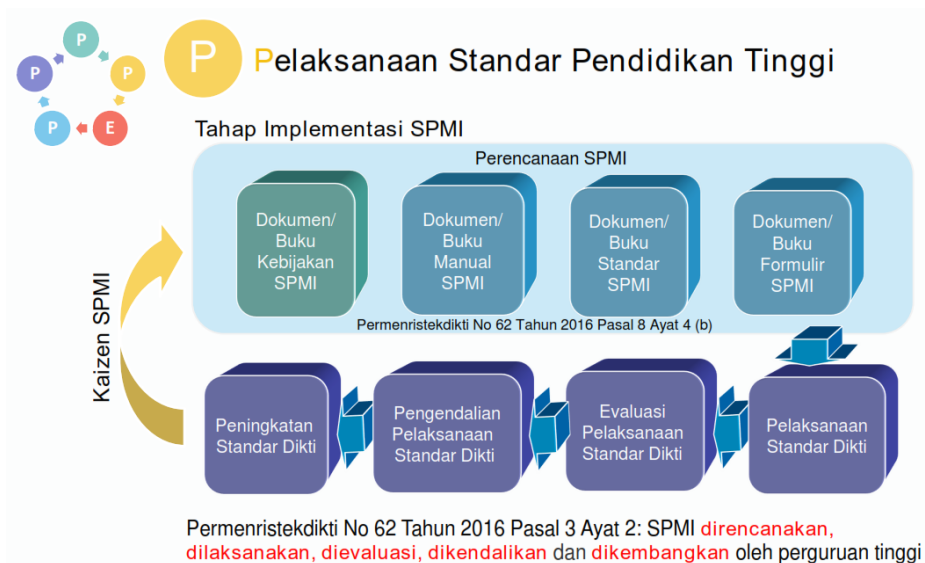 P
P
P
E
P
P
Pelaksanaan Standar Pendidikan Tinggi
Tahap Implementasi SPMI
Perencanaan SPMI
Dokumen/
Buku
Kebijakan
SPMI
Dokumen/
Buku
Manual
SPMI
Dokumen/
Buku
Standar
SPMI
Dokumen/
Buku
Formulir
SPMI
Permenristekdikti No 62 Tahun 2016 Pasal 8 Ayat 4 (b)
Kaizen SPMI
Peningkatan
Standar Dikti
Pengendalian
Pelaksanaan
Standar Dikti
Evaluasi
Pelaksanaan
Standar Dikti
Pelaksanaan
Standar Dikti
Permenristekdikti No 62 Tahun 2016 Pasal 3 Ayat 2: SPMI direncanakan,
dilaksanakan, dievaluasi, dikendalikan dan dikembangkan oleh perguruan tinggi